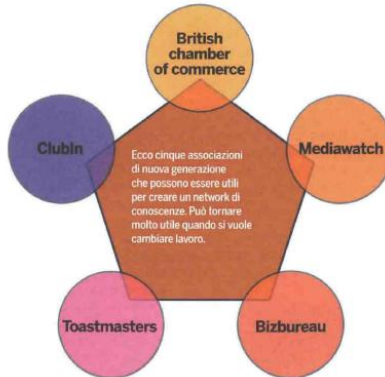 British
chamber
of commerce
ClubIn
Mediawatch
Ecco cinque associazioni
di nuova generazione
che possono essere utili
per creare un network di
conoscenze. Può tornare
molto utile quando si vuole
cambiare lavoro.
Toastmasters
Bizbureau